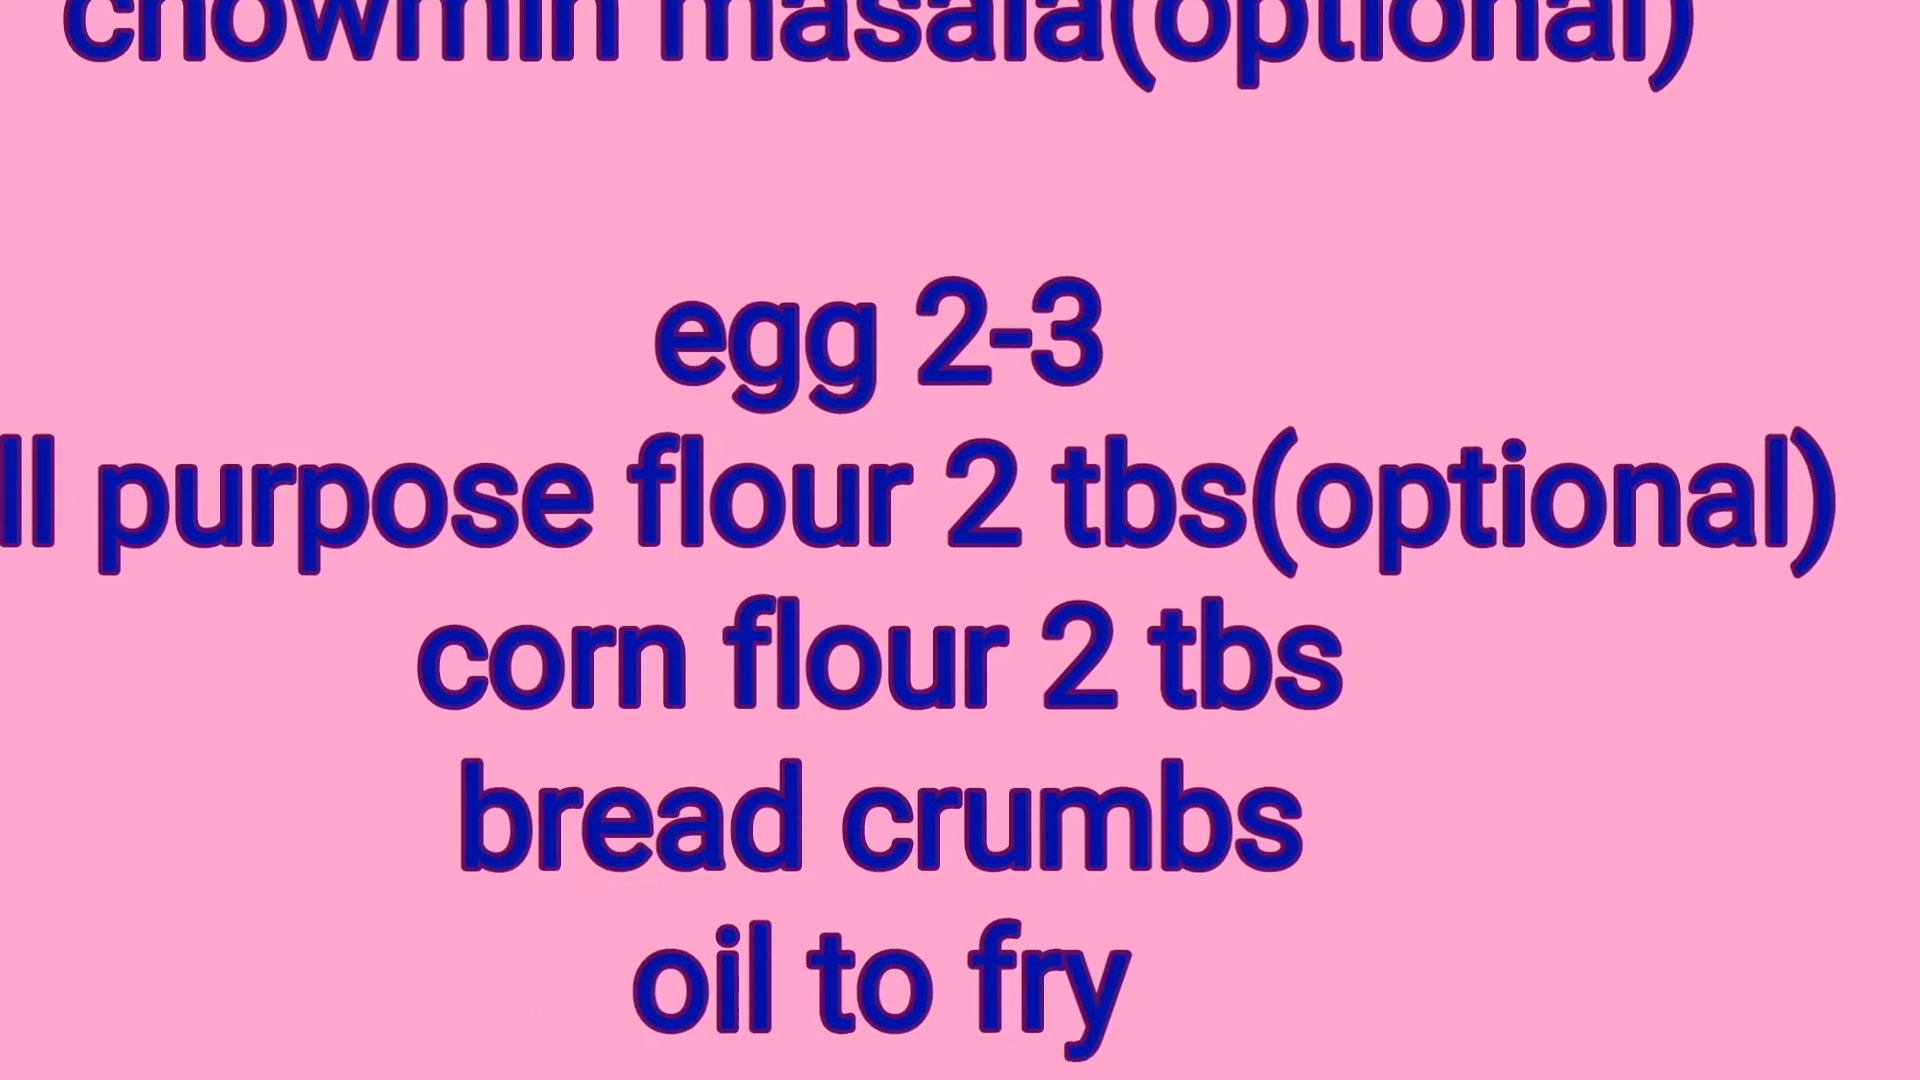 chowmin masala(optional)
egg 2-3
ll purpose flour 2 tbs(optional)
corn flour 2 tbs
bread crumbs
oil to fry